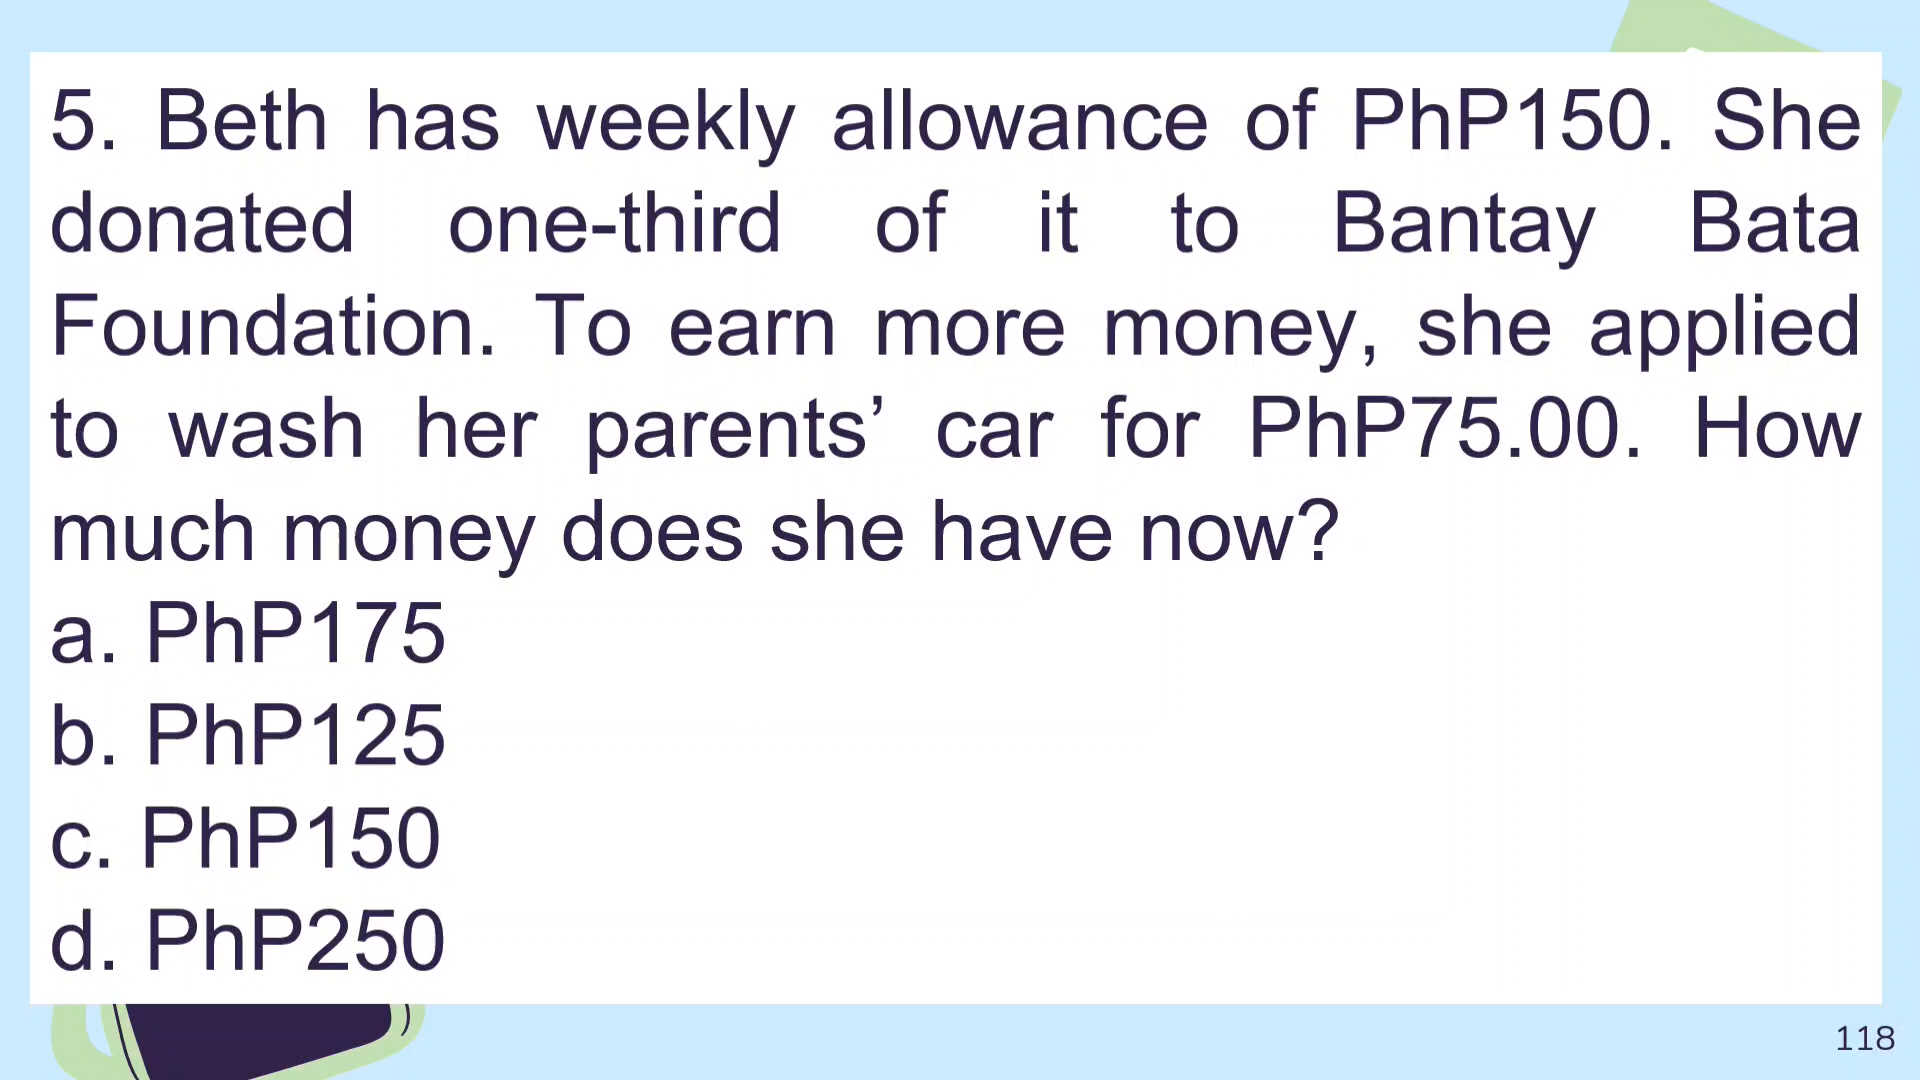 5. Beth has weekly allowance of PhP150. She
donated one-third of it to Bantay Bata
Foundation. To earn more money, she applied
to wash her parents’ car for PhP75.00. How
much money does she have now?
a. PhP175
b. PhP125
c. PhP150
d. PhP250
118